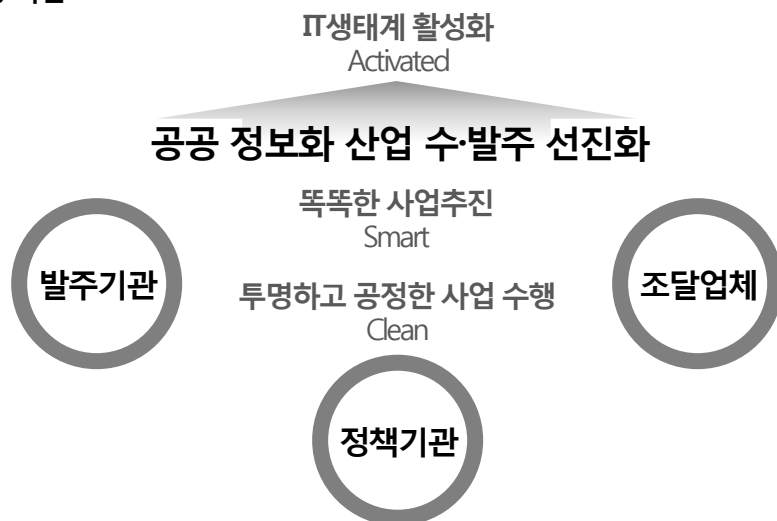 IT생태계 활성화
Activated
공공 정보화 산업 수·발주 선진화
똑똑한 사업추진
Smart
발주기관
투명하고 공정한 사업 수행
Clean
조달업체
정책기관